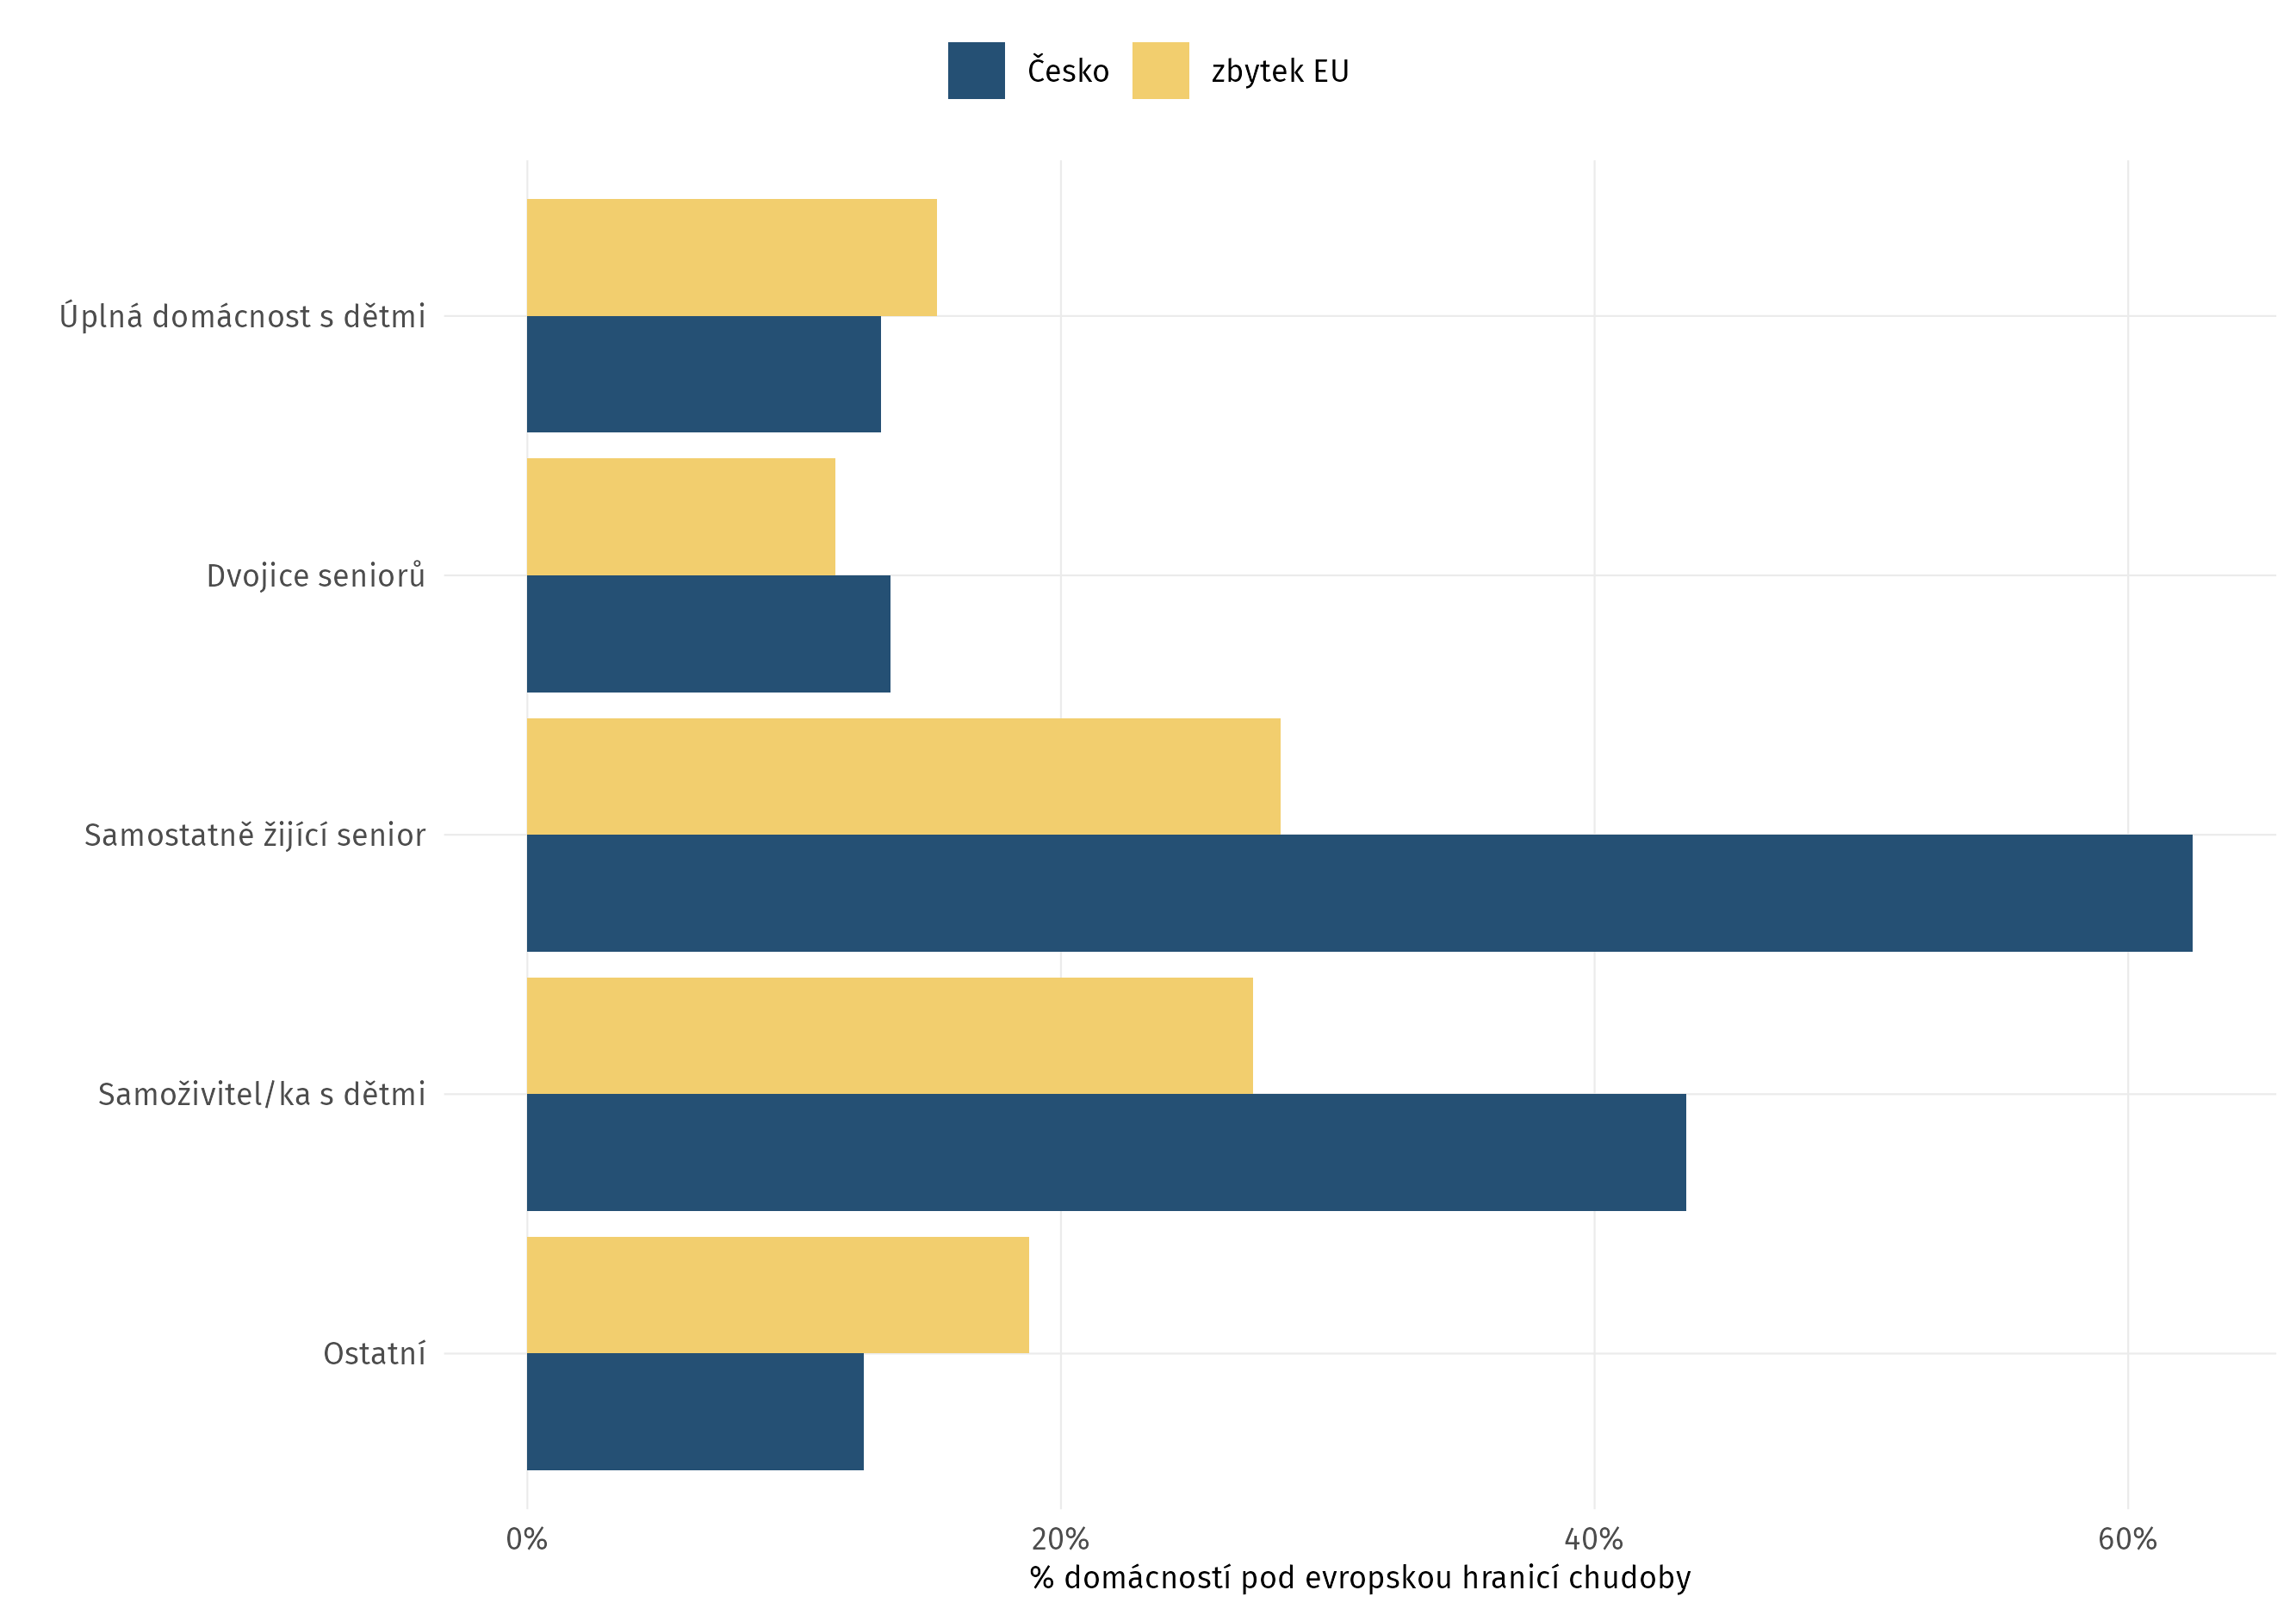 Česko zbytek EU
Úplná domácnost s dětmi
Dvojice seniorů
Samostatně žijící senior
Samoživitel/ka s dětmi
Ostatní
0% 20% 40% 60%
% domácností pod evropskou hranicí chudoby